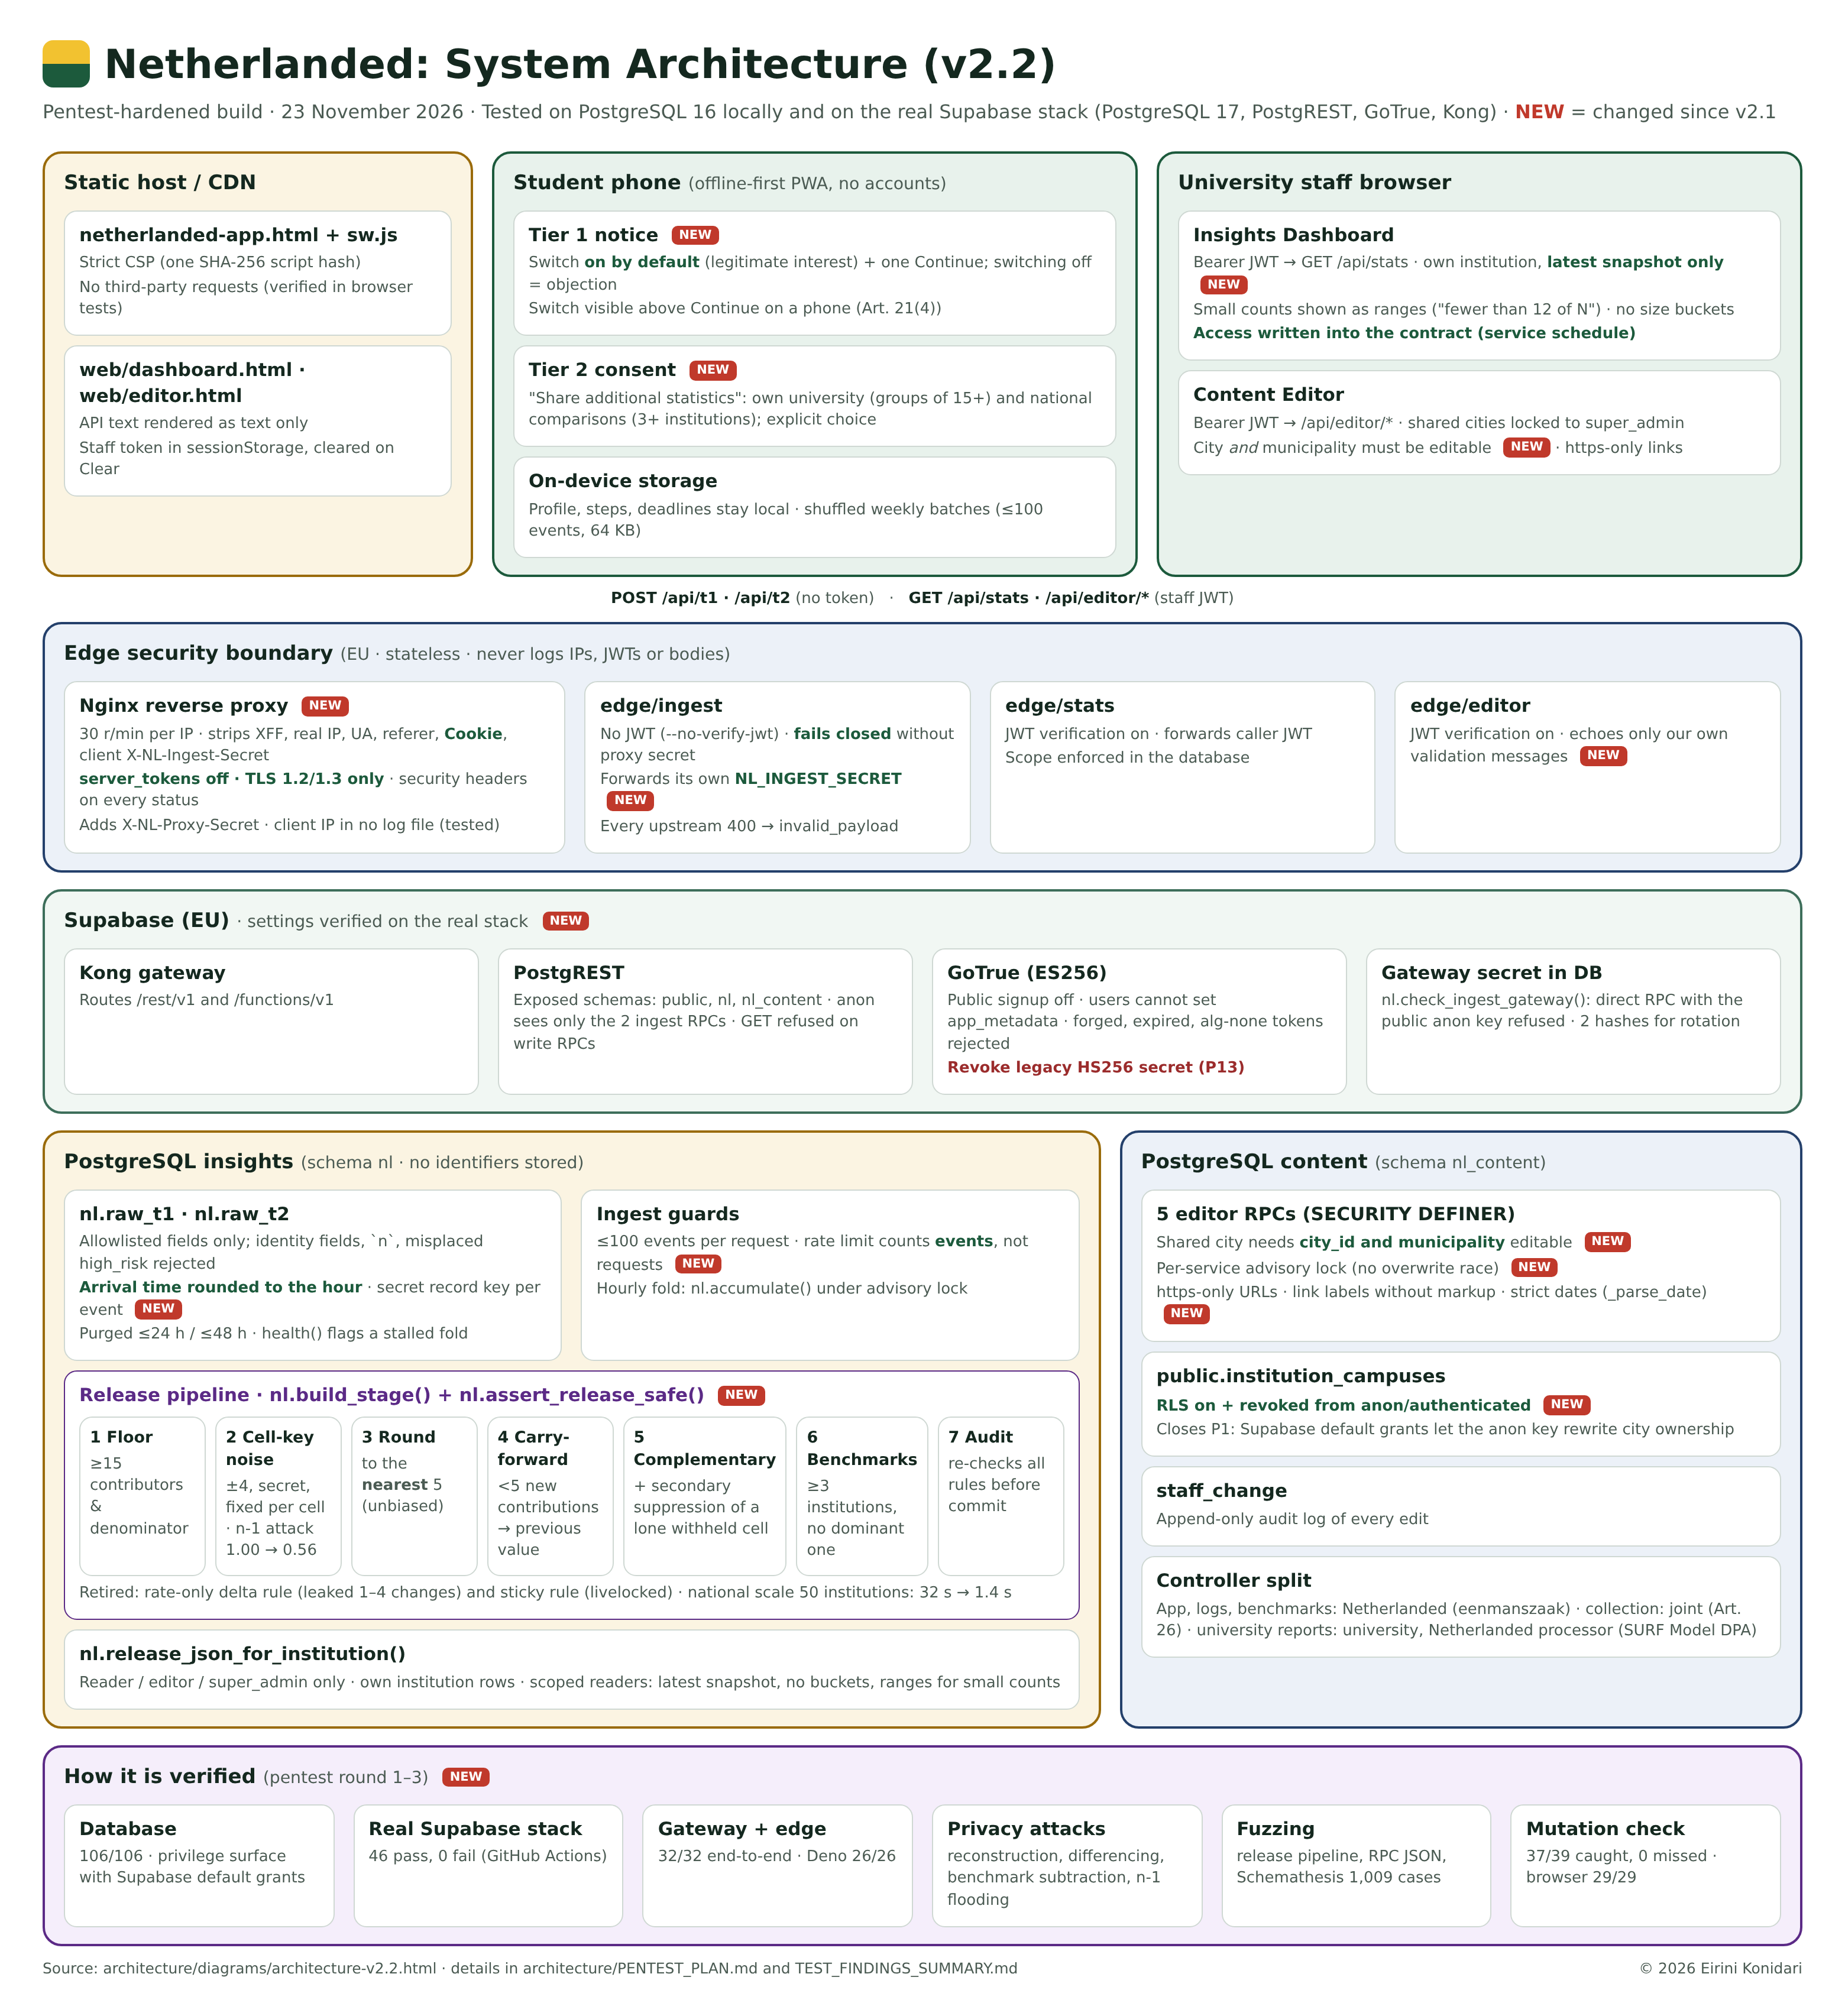 Netherlanded: System Architecture (v2.2)
Pentest-hardened build · 23 November 2026 · Tested on PostgreSQL 16 locally and on the real Supabase stack (PostgreSQL 17, PostgREST, GoTrue, Kong) · NEW = changed since v2.1
Static host / CDN
netherlanded-app.html + sw.js
Strict CSP (one SHA-256 script hash)
No third-party requests (verified in browser
tests)
web/dashboard.html ·
web/editor.html
API text rendered as text only
Staff token in sessionStorage, cleared on
Clear
Student phone (offline-first PWA, no accounts)
Tier 1 notice NEW
Switch on by default (legitimate interest) + one Continue; switching off
= objection
Switch visible above Continue on a phone (Art. 21(4))
Tier 2 consent NEW
"Share additional statistics": own university (groups of 15+) and national
comparisons (3+ institutions); explicit choice
On-device storage
Profile, steps, deadlines stay local · shuffled weekly batches (≤100
events, 64 KB)
University staff browser
Insights Dashboard
Bearer JWT → GET /api/stats · own institution, latest snapshot only
NEW
Small counts shown as ranges ("fewer than 12 of N") · no size buckets
Access written into the contract (service schedule)
Content Editor
Bearer JWT → /api/editor/* · shared cities locked to super_admin
City and municipality must be editable NEW · https-only links
POST /api/t1 · /api/t2 (no token) · GET /api/stats · /api/editor/* (staff JWT)
Edge security boundary (EU · stateless · never logs IPs, JWTs or bodies)
Nginx reverse proxy NEW
30 r/min per IP · strips XFF, real IP, UA, referer, Cookie,
client X-NL-Ingest-Secret
server_tokens off · TLS 1.2/1.3 only · security headers
on every status
Adds X-NL-Proxy-Secret · client IP in no log file (tested)
edge/ingest
No JWT (--no-verify-jwt) · fails closed without
proxy secret
Forwards its own NL_INGEST_SECRET
NEW
Every upstream 400 → invalid_payload
edge/stats
JWT verification on · forwards caller JWT
Scope enforced in the database
edge/editor
JWT verification on · echoes only our own
validation messages NEW
Supabase (EU) · settings verified on the real stack NEW
Kong gateway
Routes /rest/v1 and /functions/v1
PostgREST
Exposed schemas: public, nl, nl_content · anon
sees only the 2 ingest RPCs · GET refused on
write RPCs
GoTrue (ES256)
Public signup off · users cannot set
app_metadata · forged, expired, alg-none tokens
rejected
Revoke legacy HS256 secret (P13)
Gateway secret in DB
nl.check_ingest_gateway(): direct RPC with the
public anon key refused · 2 hashes for rotation
PostgreSQL insights (schema nl · no identifiers stored)
nl.raw_t1 · nl.raw_t2
Allowlisted fields only; identity fields, `n`, misplaced
high_risk rejected
Arrival time rounded to the hour · secret record key per
event NEW
Purged ≤24 h / ≤48 h · health() flags a stalled fold
Ingest guards
≤100 events per request · rate limit counts events, not
requests NEW
Hourly fold: nl.accumulate() under advisory lock
Release pipeline · nl.build_stage() + nl.assert_release_safe() NEW
1 Floor
≥15
contributors
&
denominator
2 Cell-key
noise
±4, secret,
fixed per cell
· n-1 attack
1.00 → 0.56
3 Round
to the
nearest 5
(unbiased)
4 Carry-
forward
<5 new
contributions
→ previous
value
5
Complementary
+ secondary
suppression of a
lone withheld cell
6
Benchmarks
≥3
institutions,
no dominant
one
7 Audit
re-checks all
rules before
commit
Retired: rate-only delta rule (leaked 1–4 changes) and sticky rule (livelocked) · national scale 50 institutions: 32 s → 1.4 s
nl.release_json_for_institution()
Reader / editor / super_admin only · own institution rows · scoped readers: latest snapshot, no buckets, ranges for small counts
PostgreSQL content (schema nl_content)
5 editor RPCs (SECURITY DEFINER)
Shared city needs city_id and municipality editable NEW
Per-service advisory lock (no overwrite race) NEW
https-only URLs · link labels without markup · strict dates (_parse_date)
NEW
public.institution_campuses
RLS on + revoked from anon/authenticated NEW
Closes P1: Supabase default grants let the anon key rewrite city ownership
staff_change
Append-only audit log of every edit
Controller split
App, logs, benchmarks: Netherlanded (eenmanszaak) · collection: joint (Art.
26) · university reports: university, Netherlanded processor (SURF Model DPA)
How it is verified (pentest round 1–3) NEW
Database
106/106 · privilege surface
with Supabase default grants
Real Supabase stack
46 pass, 0 fail (GitHub Actions)
Gateway + edge
32/32 end-to-end · Deno 26/26
Privacy attacks
reconstruction, differencing,
benchmark subtraction, n-1
flooding
Fuzzing
release pipeline, RPC JSON,
Schemathesis 1,009 cases
Mutation check
37/39 caught, 0 missed ·
browser 29/29
Source: architecture/diagrams/architecture-v2.2.html · details in architecture/PENTEST_PLAN.md and TEST_FINDINGS_SUMMARY.md
© 2026 Eirini Konidari